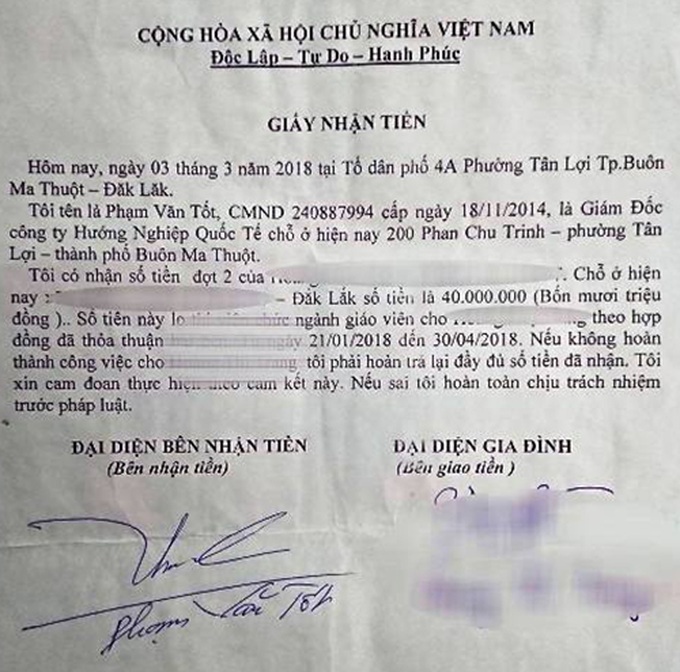 CỘNG HÒA XÃ HỘI CHỦ NGHĨA VIỆT NAM
Độc Lập – Tự Do – Hanh Phúc
GIẤY NHẬN TIỀN
Hôm nay, ngày 03 tháng 3 năm 2018 tại Tổ dân phố 4A Phường Tân Lợi Tp.Buôn
Ma Thuột – Đăk Lăk.
Tôi tên là Phạm Văn Tốt, CMND 240887994 cấp ngày 18/11/2014, là Giám Đốc
công ty Hướng Nghiệp Quốc Tế chỗ ở hiện nay 200 Phan Chu Trinh – phường Tân
Lợi – thành phố Buôn Ma Thuột.
Tôi có nhận số tiền đợt 2 của Chỗ ở hiện
nay – Đăk Lắk số tiền là 40.000.000 (Bốn mươi triệu
đồng ).. Số tiền này lo ngành giáo viên cho theo hợp
đồng đã thỏa thuận 21/01/2018 đến 30/04/2018. Nếu không hoàn
thành công việc cho tôi phải hoàn trả lại đầy đủ số tiền đã nhận. Tôi
xin cam đoan thực hiện theo cam kết này. Nếu sai tôi hoàn toàn chịu trách nhiệm
trước pháp luật.
ĐẠI DIỆN BÊN NHẬN TIỀN
(Bên nhận tiền)
ĐẠI DIỆN GIA ĐÌNH
(Bên giao tiền )
Phạm Văn Tốt